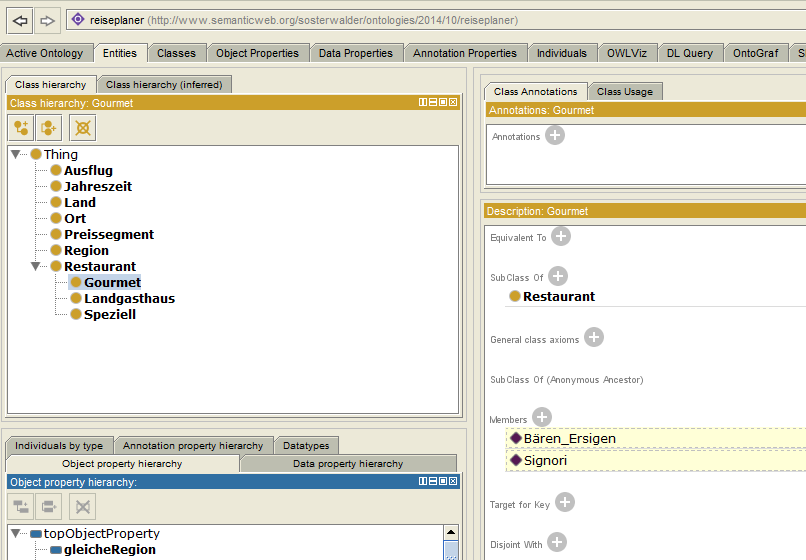 reiseplaner (http://www.semanticweb.org/sosterwalder/ontologies/2014/10/reiseplaner)
Active Ontology Entities Classes Object Properties Data Properties Annotation Properties Individuals OWLViz DL Query OntoGraf S
Class hierarchy Class hierarchy (inferred)
Class hierarchy: Gourmet
Thing
Ausflug
Jahreszeit
Land
Ort
Preissegment
Region
Restaurant
Gourmet
Landgasthaus
Speziell
Individuals by type Annotation property hierarchy Datatypes
Object property hierarchy Data property hierarchy
Object property hierarchy:
topObjectProperty
gleicheRegion
Class Annotations Class Usage
Annotations: Gourmet
Annotations
Description: Gourmet
Equivalent To
SubClass Of
Restaurant
General class axioms
SubClass Of (Anonymous Ancestor)
Members
Bären_Ersigen
Signori
Target for Key
Disjoint With